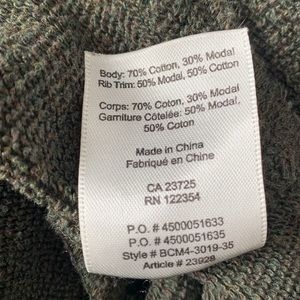 Body: 70% Cotton, 30% Modal
Rib Trim: 50% Modal, 50% Cotton
Corps: 70% Coton, 30% Modal
Garniture Côtelée: 50% Modal,
50% Coton
Made in China
Fabriqué en Chine
CA 23725
RN 122354
P.O. # 4500051633
P.O. # 4500051635
Style # BCM4-3019-35
Article # 23928